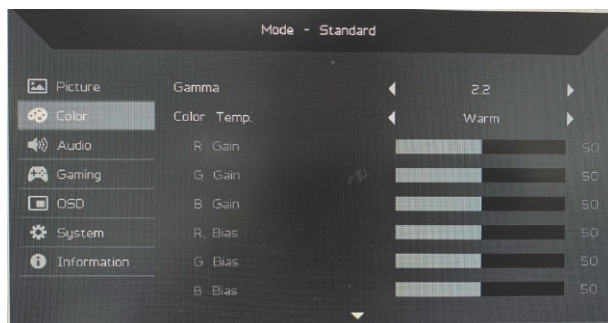 Mode - Standard
Picture
Gamma 2.2
Color
Color Temp. Warm
Audio
R Gain 50
Gaming
G Gain 50
OSD
B Gain 50
System
R. Bias 50
Information
G Bias 50
B Bias 50